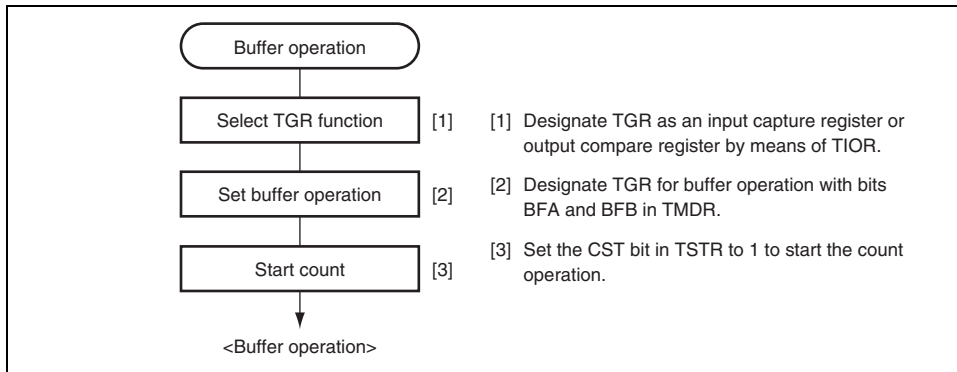 Buffer operation
Select TGR function [1]
Set buffer operation [2]
Start count [3]
<Buffer operation>
[1] Designate TGR as an input capture register or
output compare register by means of TIOR.
[2] Designate TGR for buffer operation with bits
BFA and BFB in TMDR.
[3] Set the CST bit in TSTR to 1 to start the count
operation.